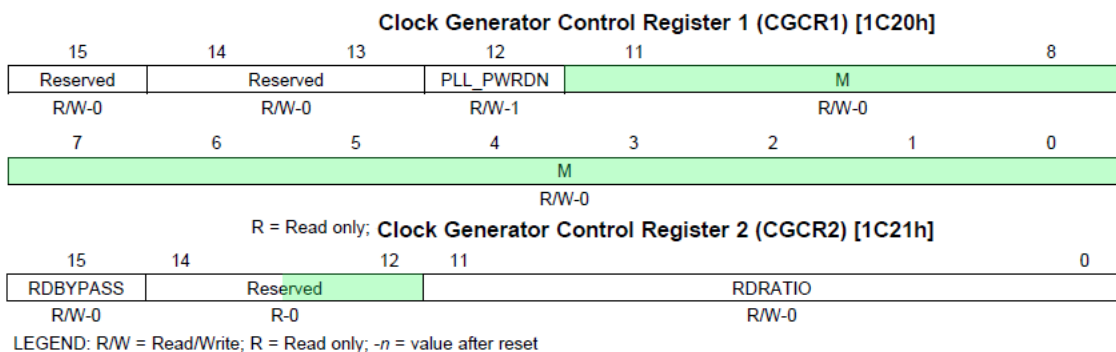 Clock Generator Control Register 1 (CGCR1) [1C20h]
15 14 13 12 11 8
Reserved Reserved PLL_PWRDN M
R/W-0 R/W-0 R/W-1 R/W-0
7 6 5 4 3 2 1 0
M
R/W-0
R = Read only; Clock Generator Control Register 2 (CGCR2) [1C21h]
15 14 12 11 0
RDBYPASS Reserved RDRATIO
R/W-0 R-0 R/W-0
LEGEND: R/W = Read/Write; R = Read only; -n = value after reset